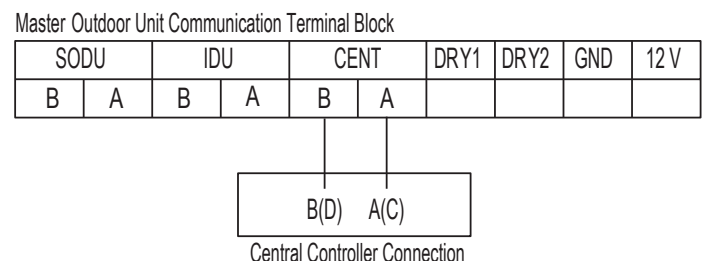 Master Outdoor Unit Communication Terminal Block
SODU IDU CENT DRY1 DRY2 GND 12 V
B A B A B A
B(D) A(C)
Central Controller Connection